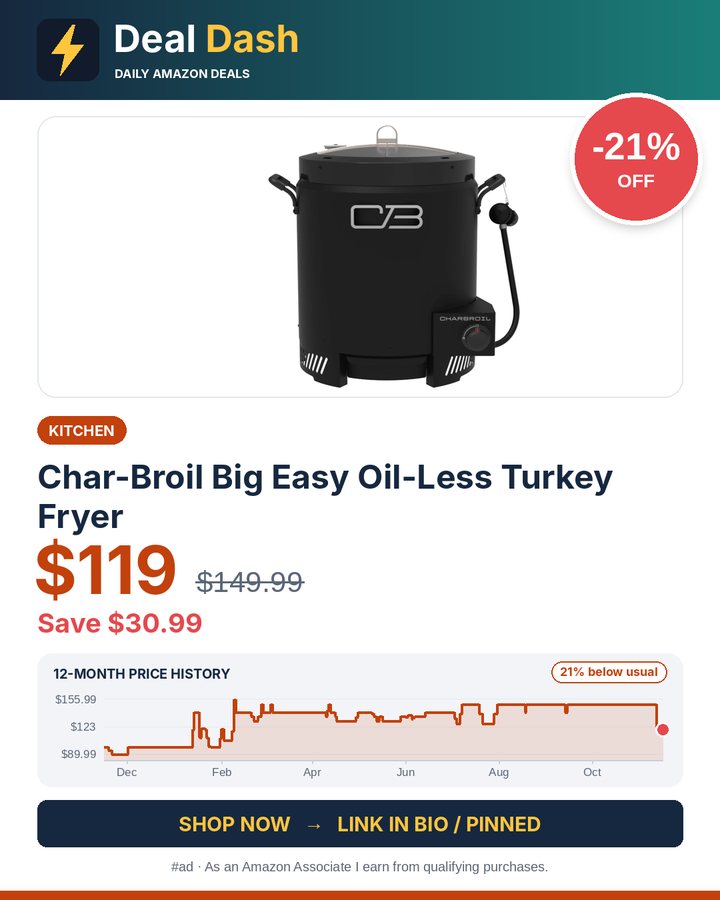 Deal Dash
DAILY AMAZON DEALS
-21%
OFF
CB
CHARBROIL
KITCHEN
Char-Broil Big Easy Oil-Less Turkey
Fryer
$119 $149.99
Save $30.99
12-MONTH PRICE HISTORY
21% below usual
$155.99
$123
$89.99
Dec Feb Apr Jun Aug Oct
SHOP NOW → LINK IN BIO / PINNED
#ad · As an Amazon Associate I earn from qualifying purchases.